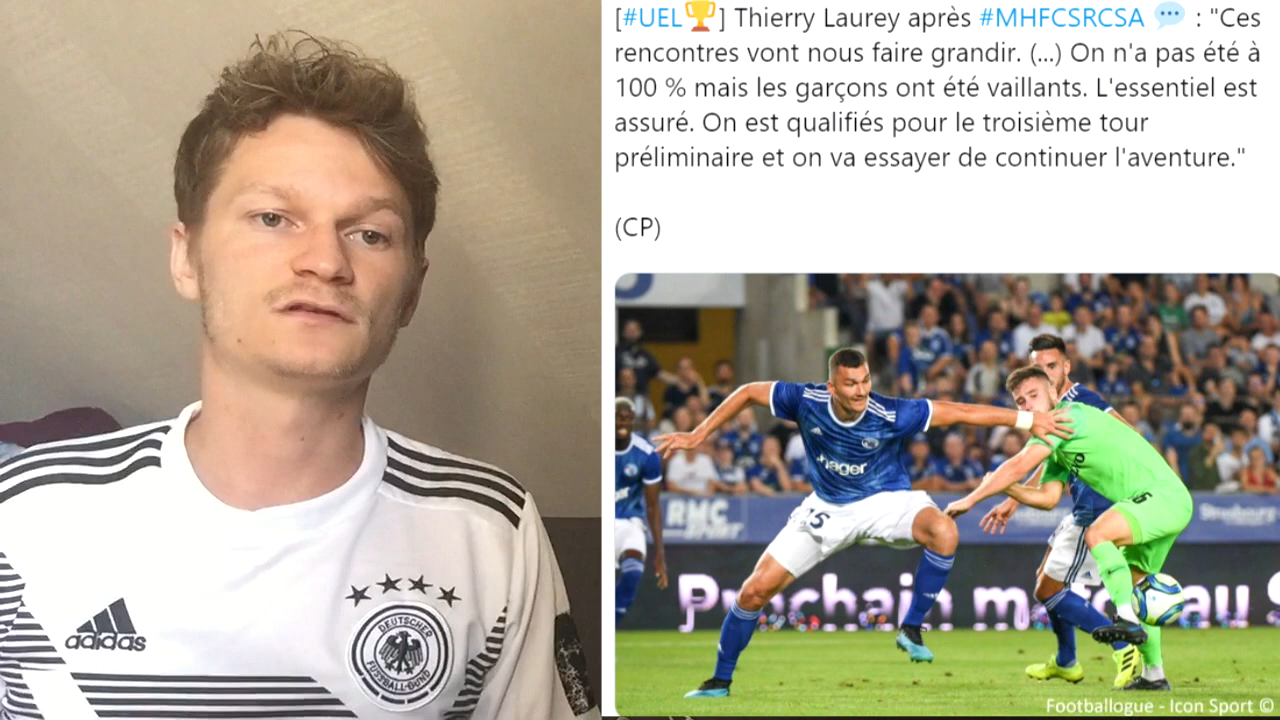 [#UEL🏆] Thierry Laurey après #MHFCSRCSA 💬 : "Ces
rencontres vont nous faire grandir. (...) On n'a pas été à
100 % mais les garçons ont été vaillants. L'essentiel est
assuré. On est qualifiés pour le troisième tour
préliminaire et on va essayer de continuer l'aventure."
(CP)
adidas
DEUTSCHER
FUSSBALL-BUND
hager
15
RMC
SPORT
Strasbourg
Prochain m
au S
Footballogue - Icon Sport ©